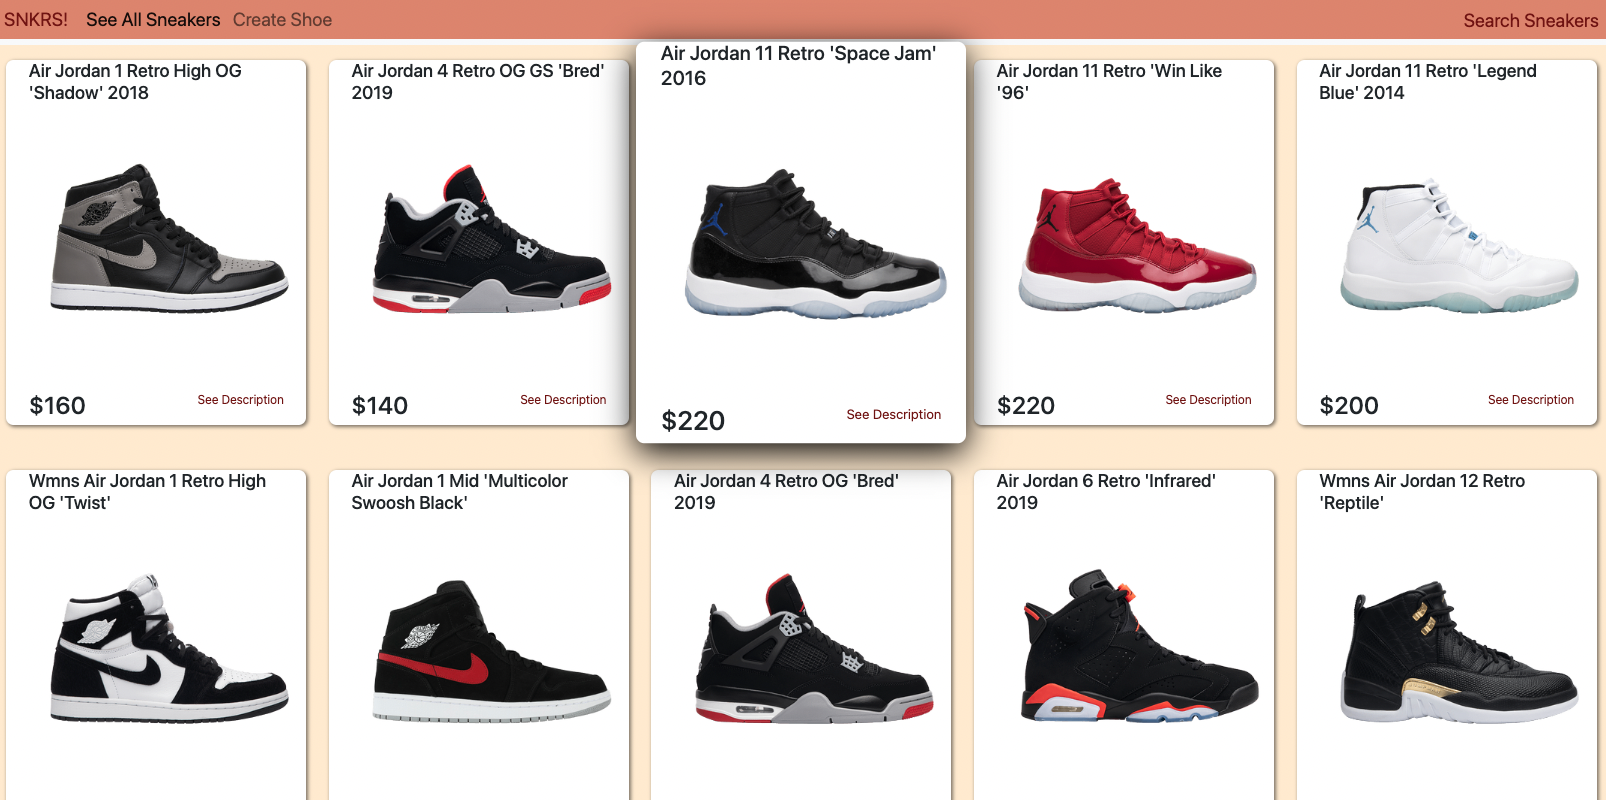 SNKRS! See All Sneakers Create Shoe Search Sneakers
Air Jordan 1 Retro High OG
'Shadow' 2018
$160 See Description
Air Jordan 4 Retro OG GS 'Bred'
2019
$140 See Description
Air Jordan 11 Retro 'Space Jam'
2016
$220 See Description
Air Jordan 11 Retro 'Win Like
'96'
$220 See Description
Air Jordan 11 Retro 'Legend
Blue' 2014
$200 See Description
Wmns Air Jordan 1 Retro High
OG 'Twist'
Air Jordan 1 Mid 'Multicolor
Swoosh Black'
Air Jordan 4 Retro OG 'Bred'
2019
Air Jordan 6 Retro 'Infrared'
2019
Wmns Air Jordan 12 Retro
'Reptile'